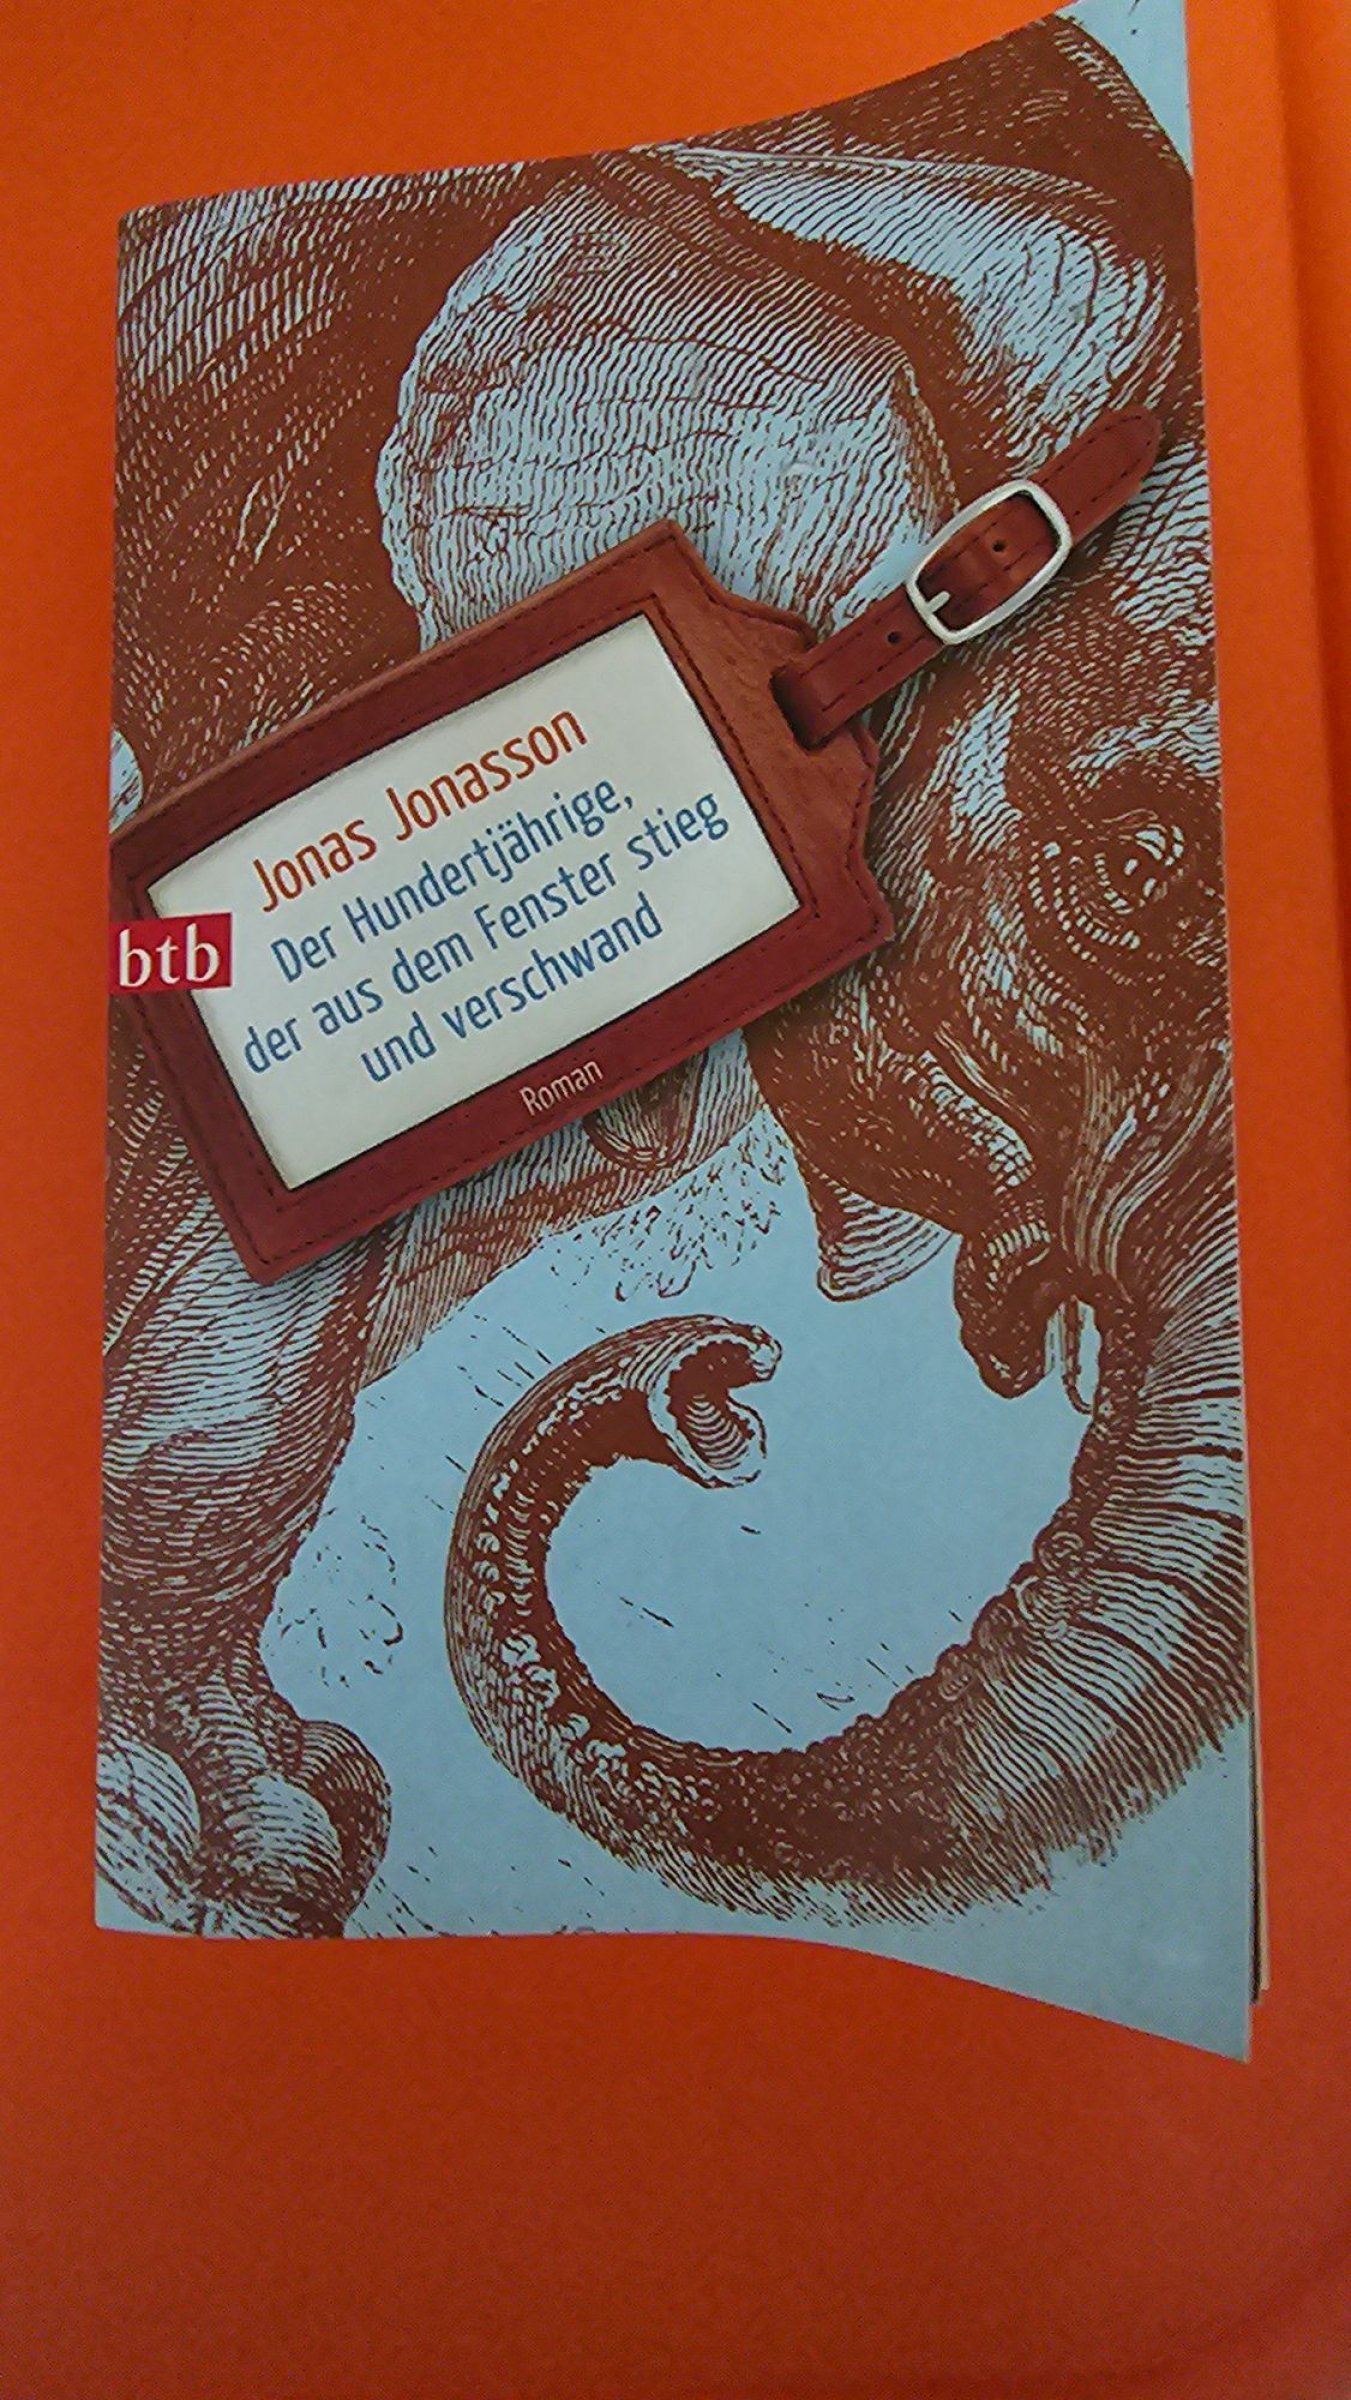 Jonas Jonasson
Der Hundertjährige,
der aus dem Fenster stieg
und verschwand
btb
Roman